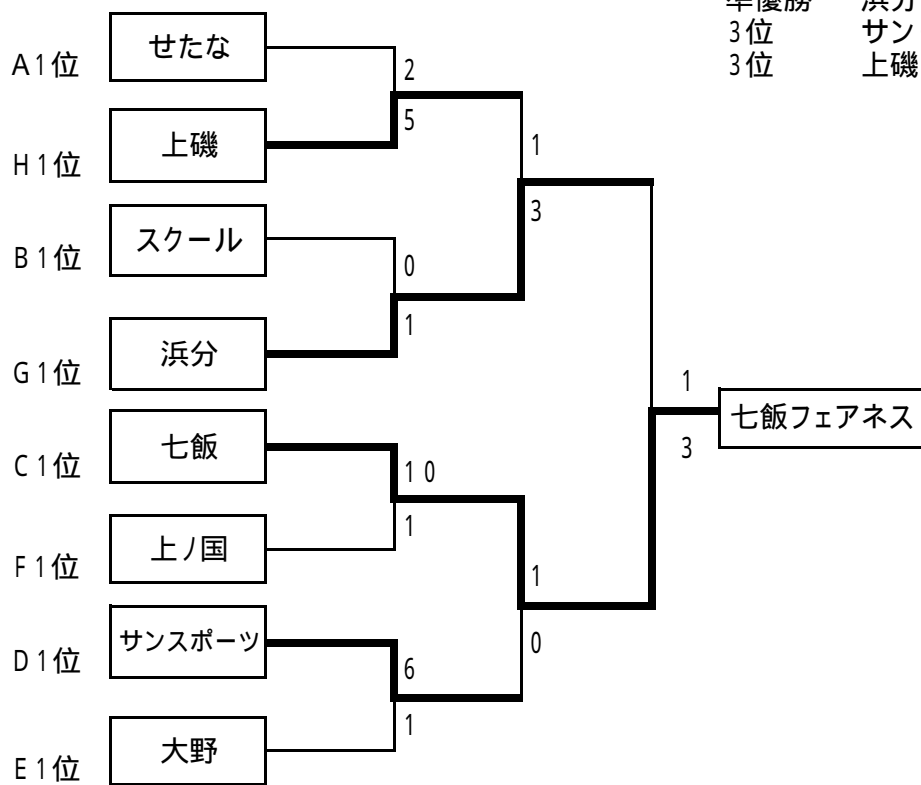 準優勝 浜分
3位 サン
3位 上磯
せたな
A1位
2
5
上磯
H1位
1
3
スクール
B1位
0
1
浜分
G1位
1
3
七飯フェアネス
七飯
C1位
10
1
上ノ国
F1位
1
0
サンスポーツ
D1位
6
1
大野
E1位